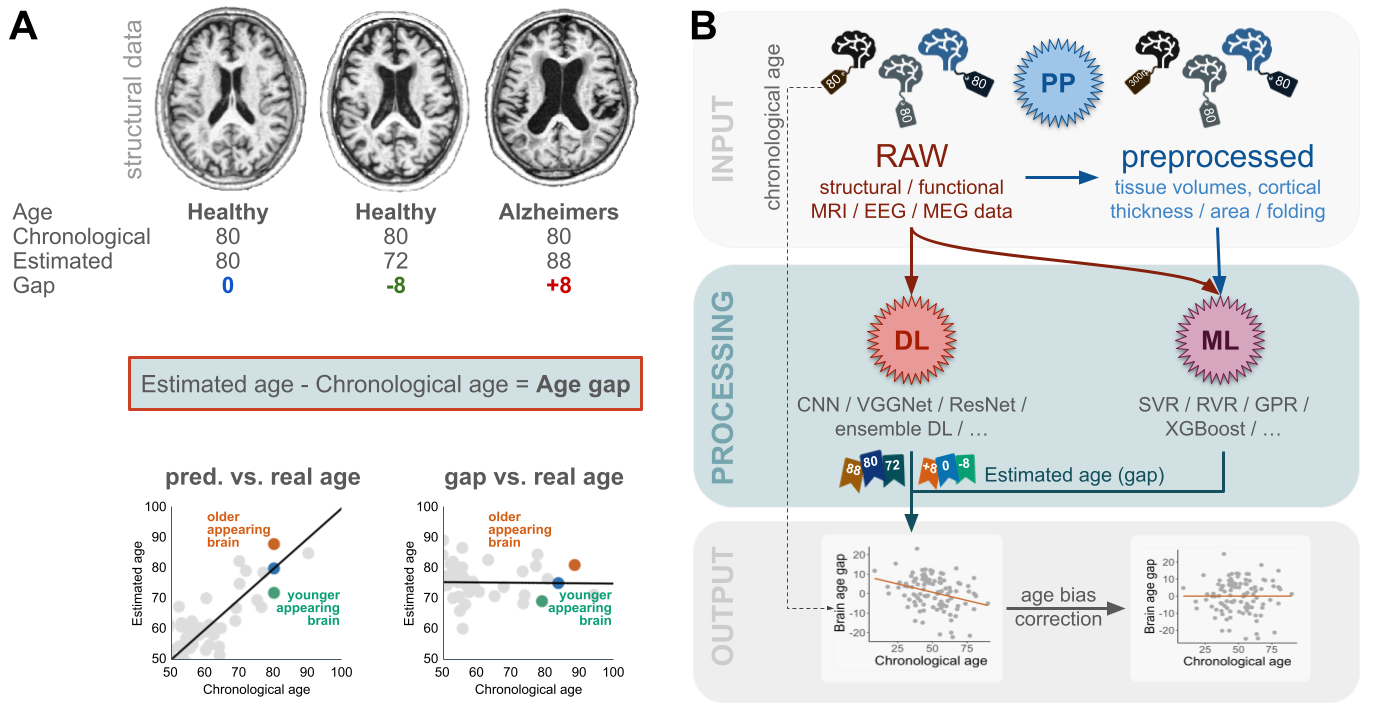 A
structural data
Healthy Healthy Alzheimers
Age
Chronological 80 80 80
Estimated 80 72 88
Gap 0 -8 +8
Estimated age - Chronological age = Age gap
pred. vs. real age
Estimated age
100
90
80
70
60
50
50 60 70 80 90 100
Chronological age
older
appearing
brain
younger
appearing
brain
gap vs. real age
Estimated age
100
90
80
70
60
50
50 60 70 80 90 100
Chronological age
older
appearing
brain
younger
appearing
brain
B
INPUT
chronological age
80
80
80
PP
300g
80
80
RAW
structural / functional
MRI / EEG / MEG data
preprocessed
tissue volumes, cortical
thickness / area / folding
PROCESSING
DL
CNN / VGGNet / ResNet /
ensemble DL / …
ML
SVR / RVR / GPR /
XGBoost / …
88 80 72 +8 0 -8
Estimated age (gap)
OUTPUT
Brain age gap
20
10
0
-10
-20
25 50 75
Chronological age
age bias
correction
Brain age gap
20
10
0
-10
-20
25 50 75
Chronological age